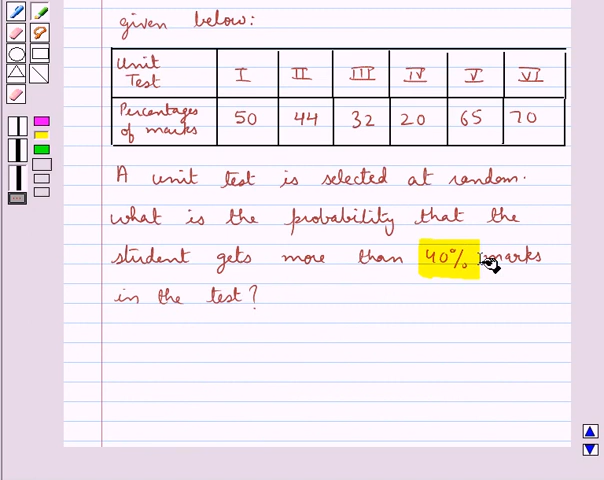 given below:
Unit Test I II III IV V VI
Percentages of marks 50 44 32 20 65 70
A unit test is selected at random.
what is the probability that the
student gets more than 40% marks
in the test?